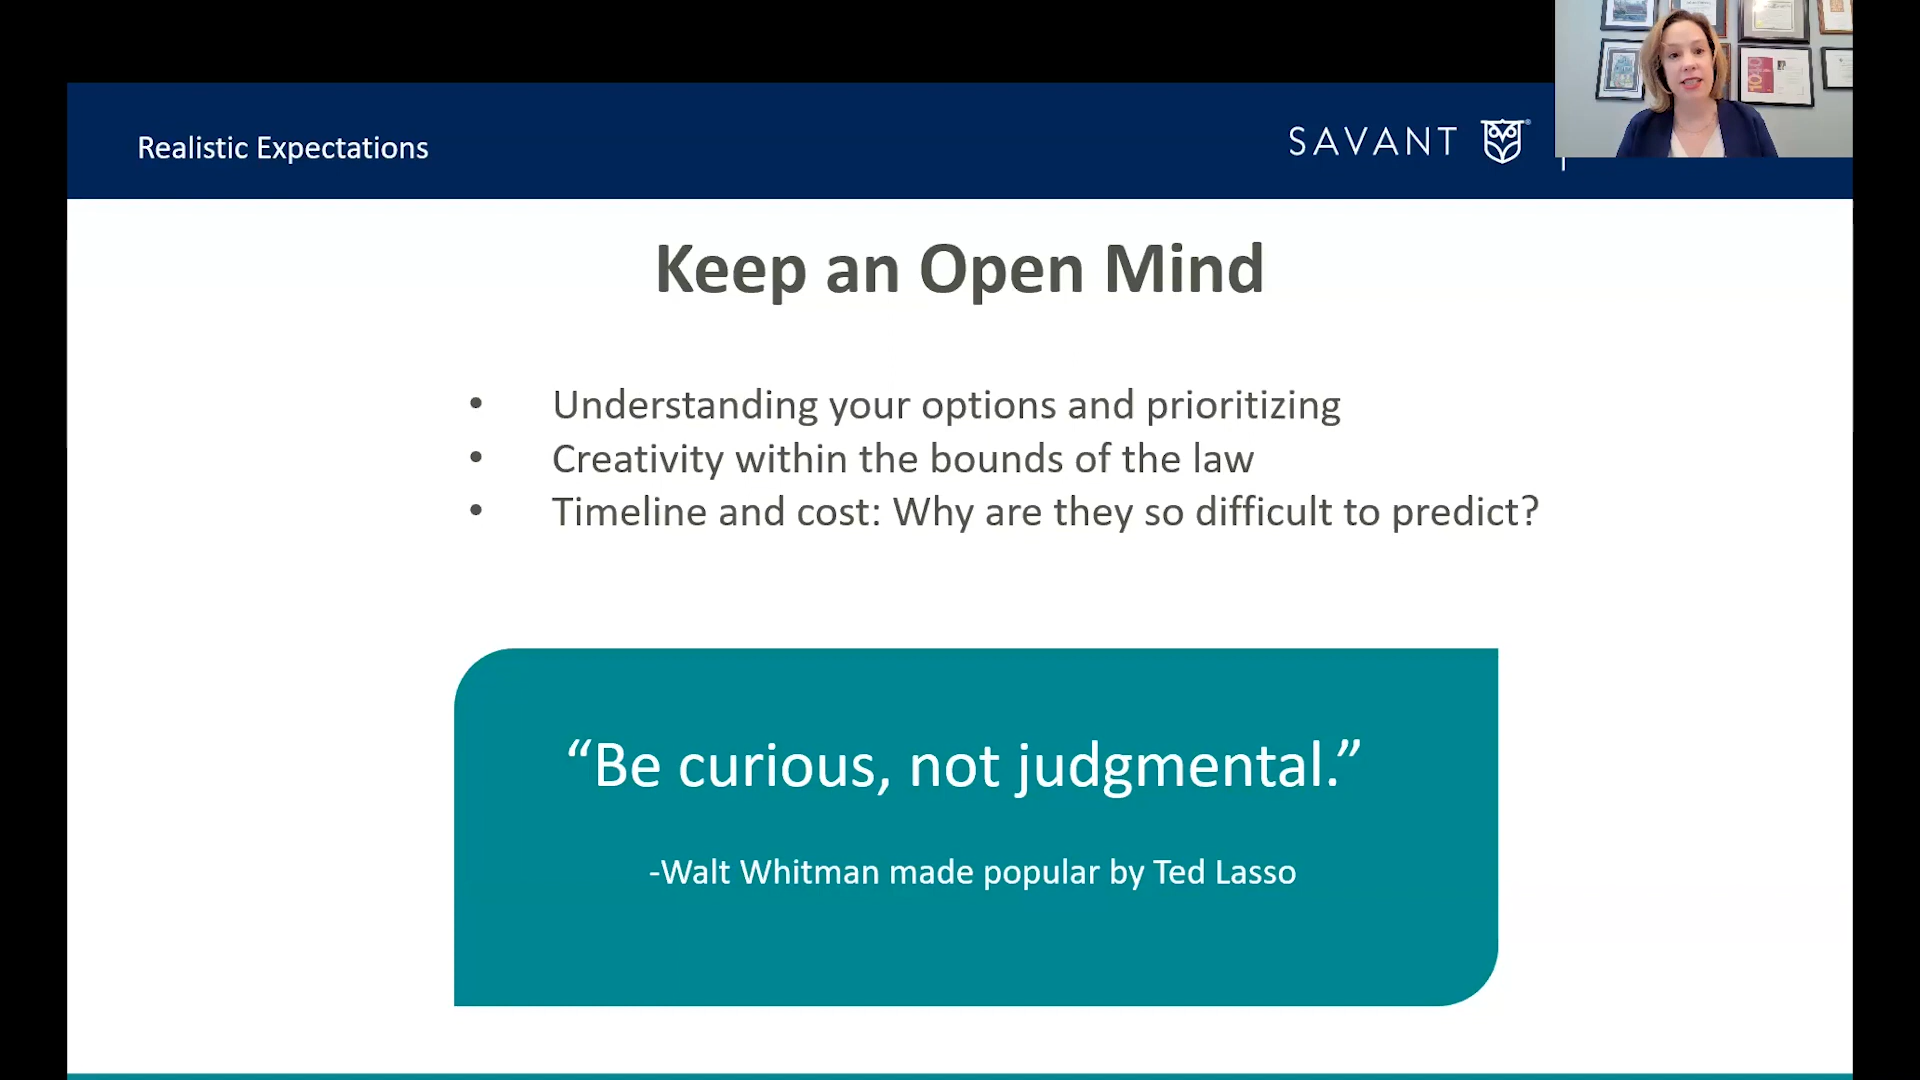 Realistic Expectations
SAVANT
Keep an Open Mind
• Understanding your options and prioritizing
• Creativity within the bounds of the law
• Timeline and cost: Why are they so difficult to predict?
“Be curious, not judgmental.”
-Walt Whitman made popular by Ted Lasso